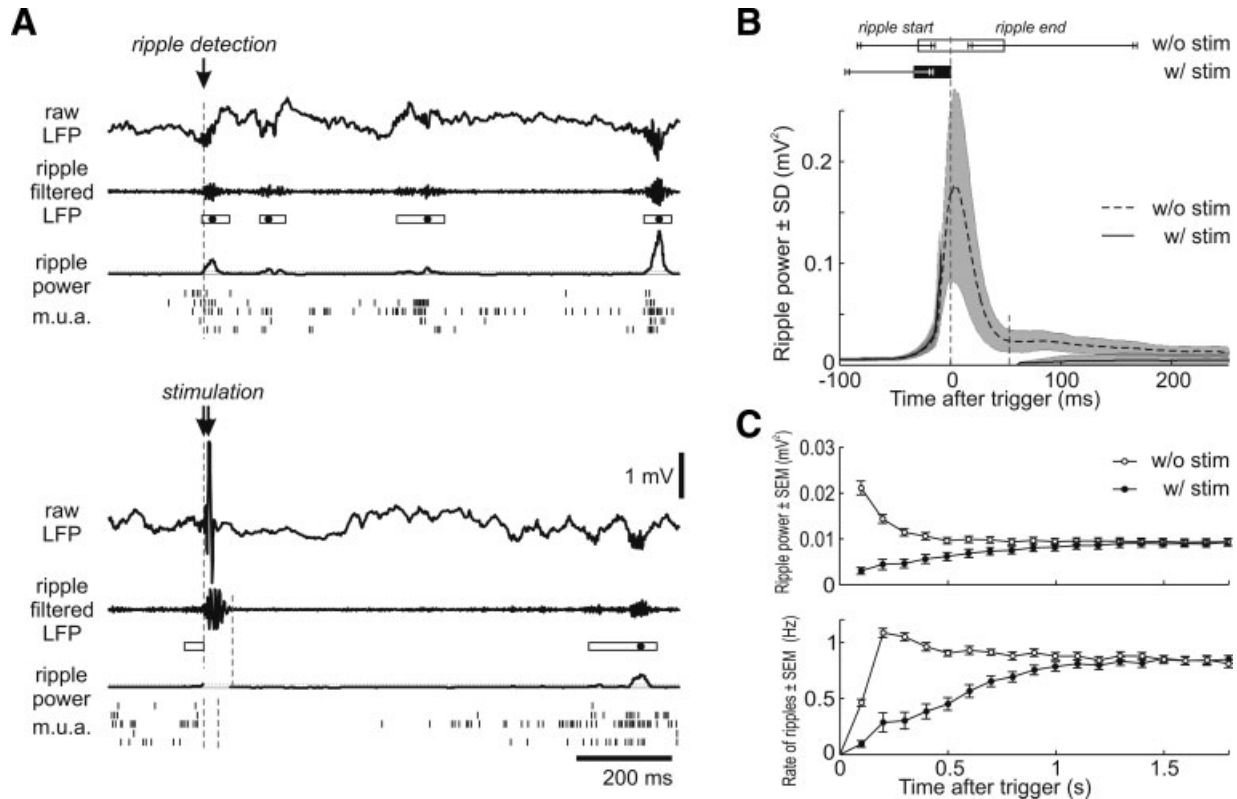 A
ripple detection
raw
LFP
ripple
filtered
LFP
ripple
power
m.u.a.
stimulation
1 mV
raw
LFP
ripple
filtered
LFP
ripple
power
m.u.a.
200 ms
B
ripple start
ripple end
w/o stim
w/ stim
Ripple power ± SD (mV²)
0.2
0.1
0
w/o stim
w/ stim
-100
0
100
200
Time after trigger (ms)
C
Ripple power ± SEM (mV²)
0.03
0.02
0.01
0
w/o stim
w/ stim
Rate of ripples ± SEM (Hz)
1
0.5
0
0
0.5
1
1.5
Time after trigger (s)